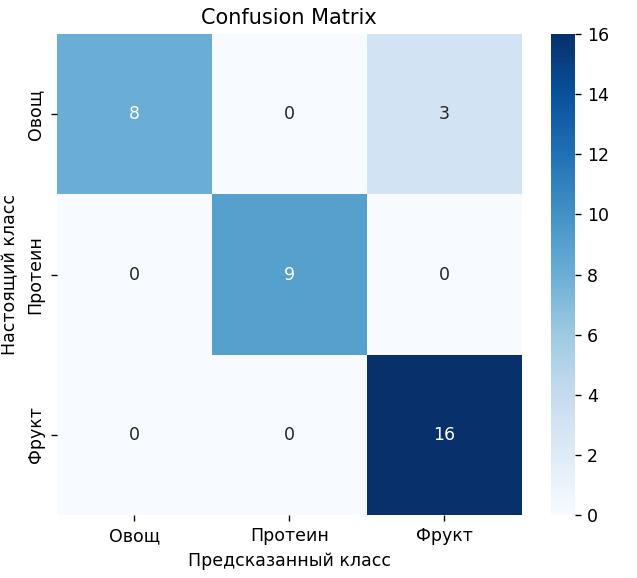 Confusion Matrix
Настоящий класс
Овощ
8
0
3
Протеин
0
9
0
Фрукт
0
0
16
Овощ
Протеин
Фрукт
Предсказанный класс
16
14
12
10
8
6
4
2
0